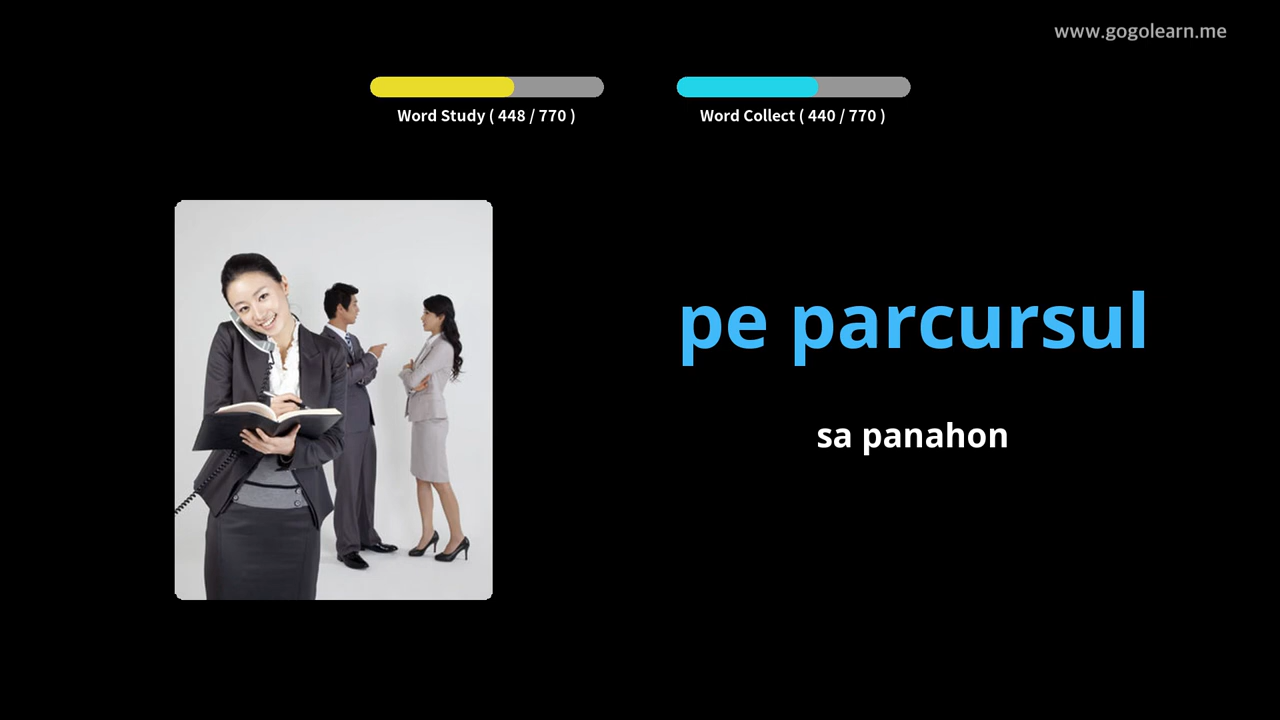 www.gogolearn.me
Word Study ( 448 / 770 )
Word Collect ( 440 / 770 )
pe parcursul
sa panahon